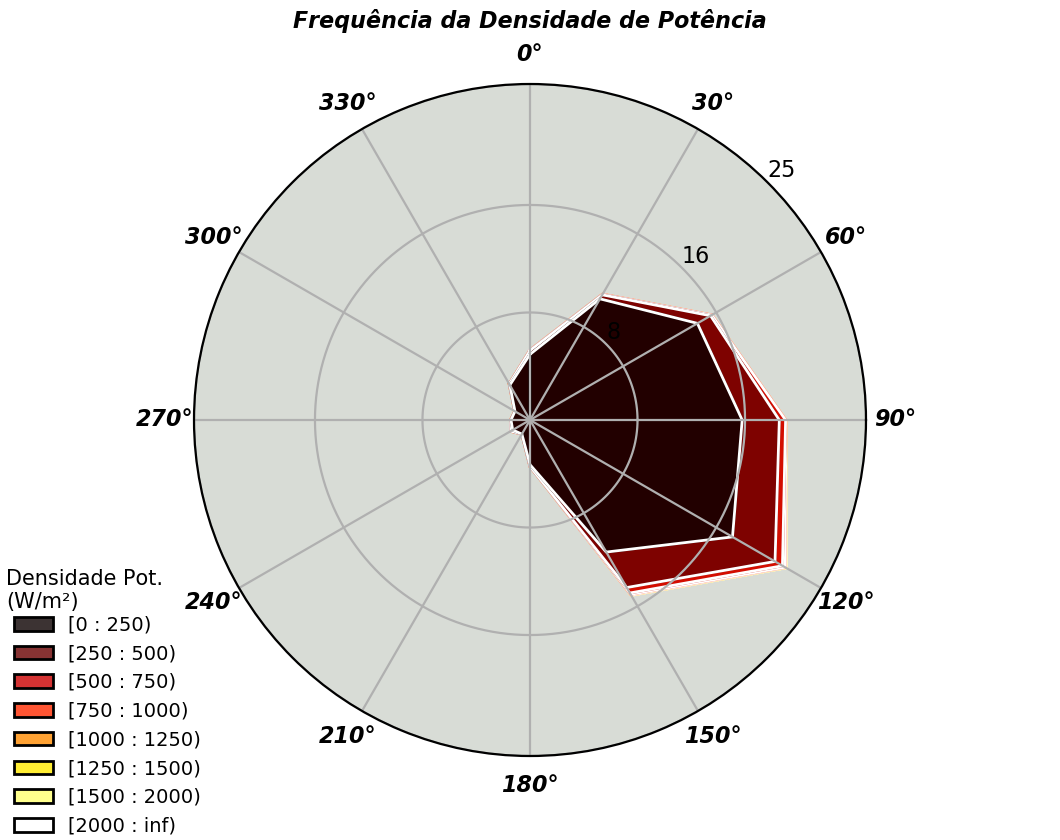 Frequência da Densidade de Potência
0°
330°
30°
25
300°
60°
16
8
270°
90°
240°
120°
210°
150°
180°
Densidade Pot.
(W/m²)
[0 : 250)
[250 : 500)
[500 : 750)
[750 : 1000)
[1000 : 1250)
[1250 : 1500)
[1500 : 2000)
[2000 : inf)